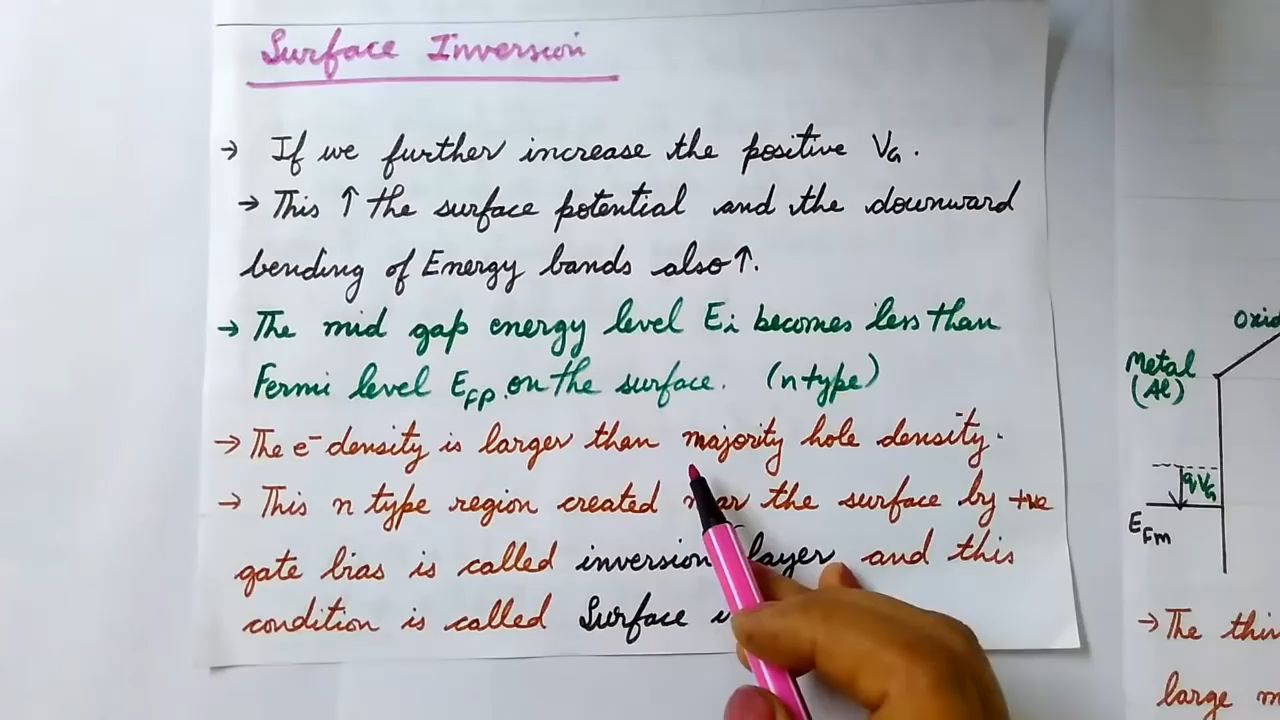 Surface Inversion
→ If we further increase the positive VG.
→ This ↑ the surface potential and the downward
bending of Energy bands also ↑.
→ The mid gap energy level Ei becomes less than
Fermi level EFP on the surface. (n type)
→ The e⁻ density is larger than majority hole density.
→ This n type region created near the surface by +ve
gate bias is called inversion layer and this
condition is called Surface
Oxid
Metal
(Al)
qVG
EFm
→ The thin
large m